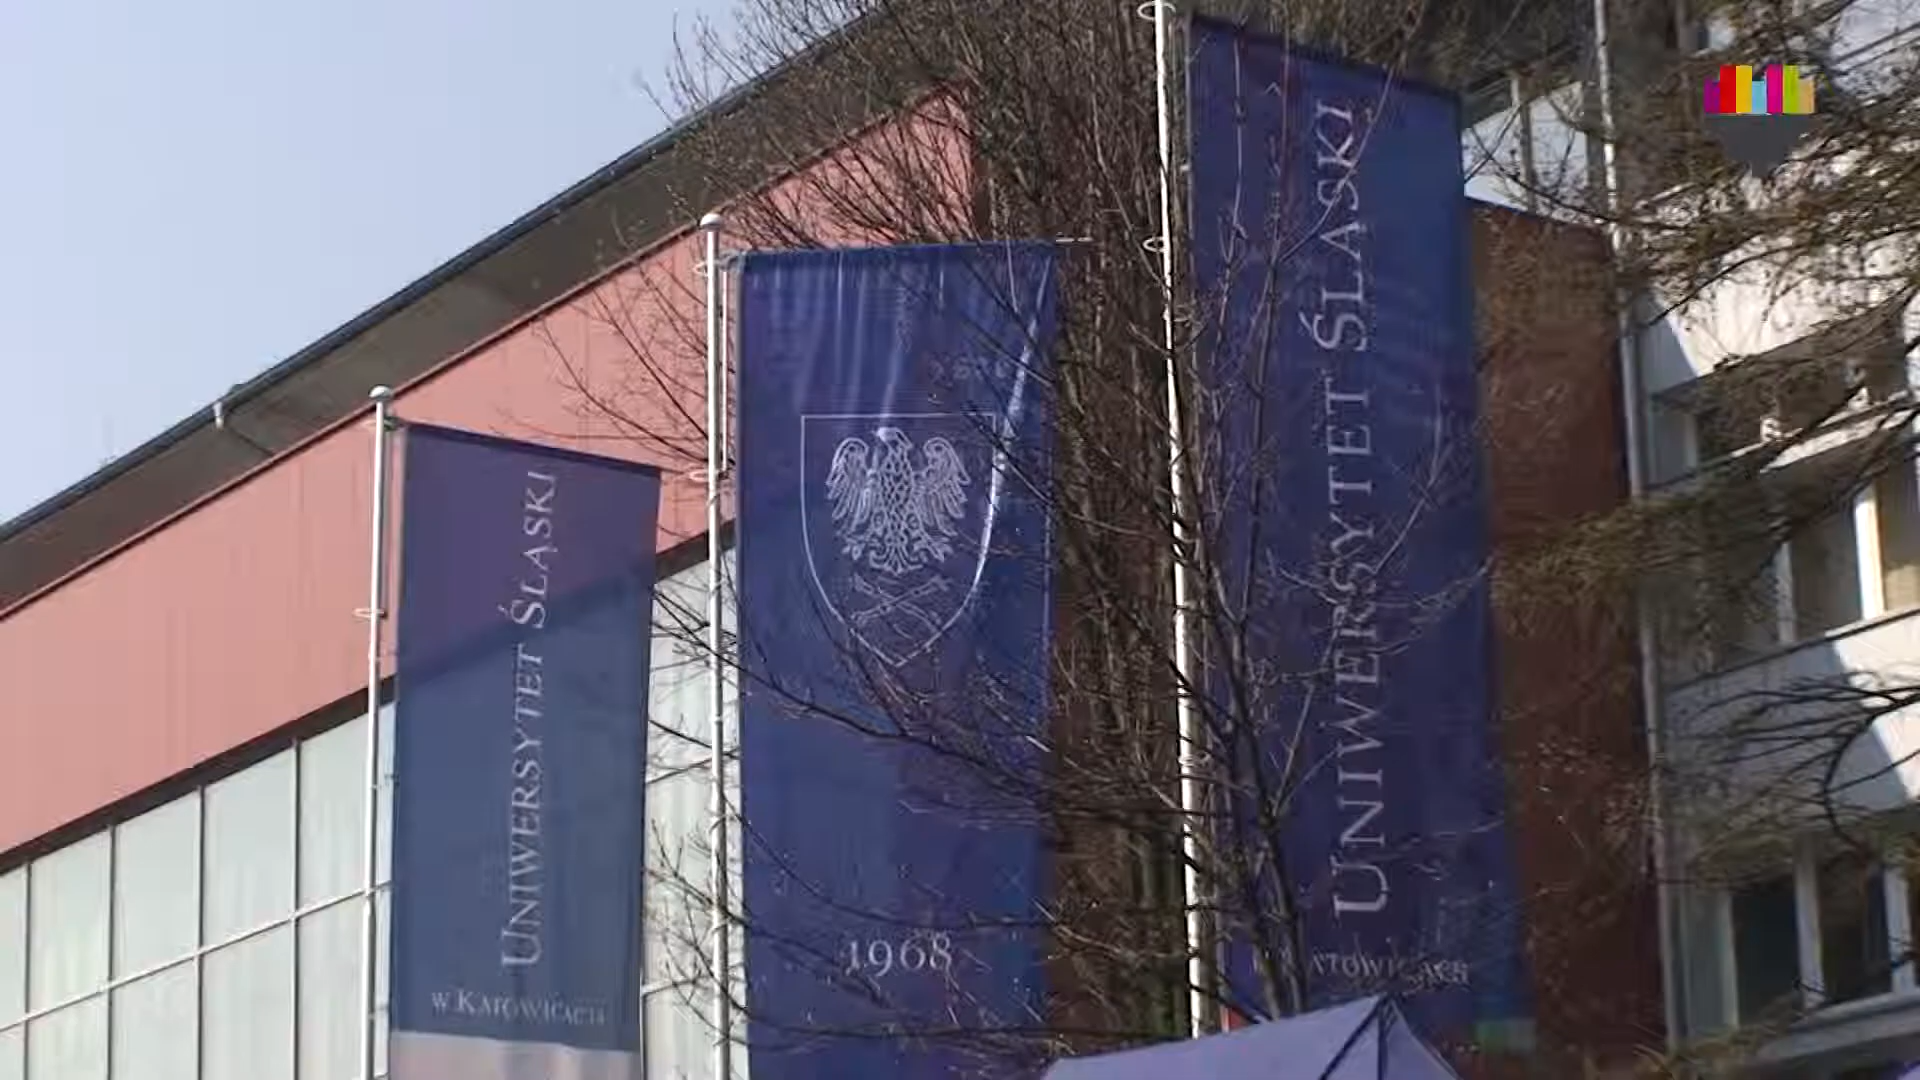 UNIWERSYTET ŚLĄSKI
W KATOWICACH
1968
UNIWERSYTET ŚLĄSKI
KATOWICACH